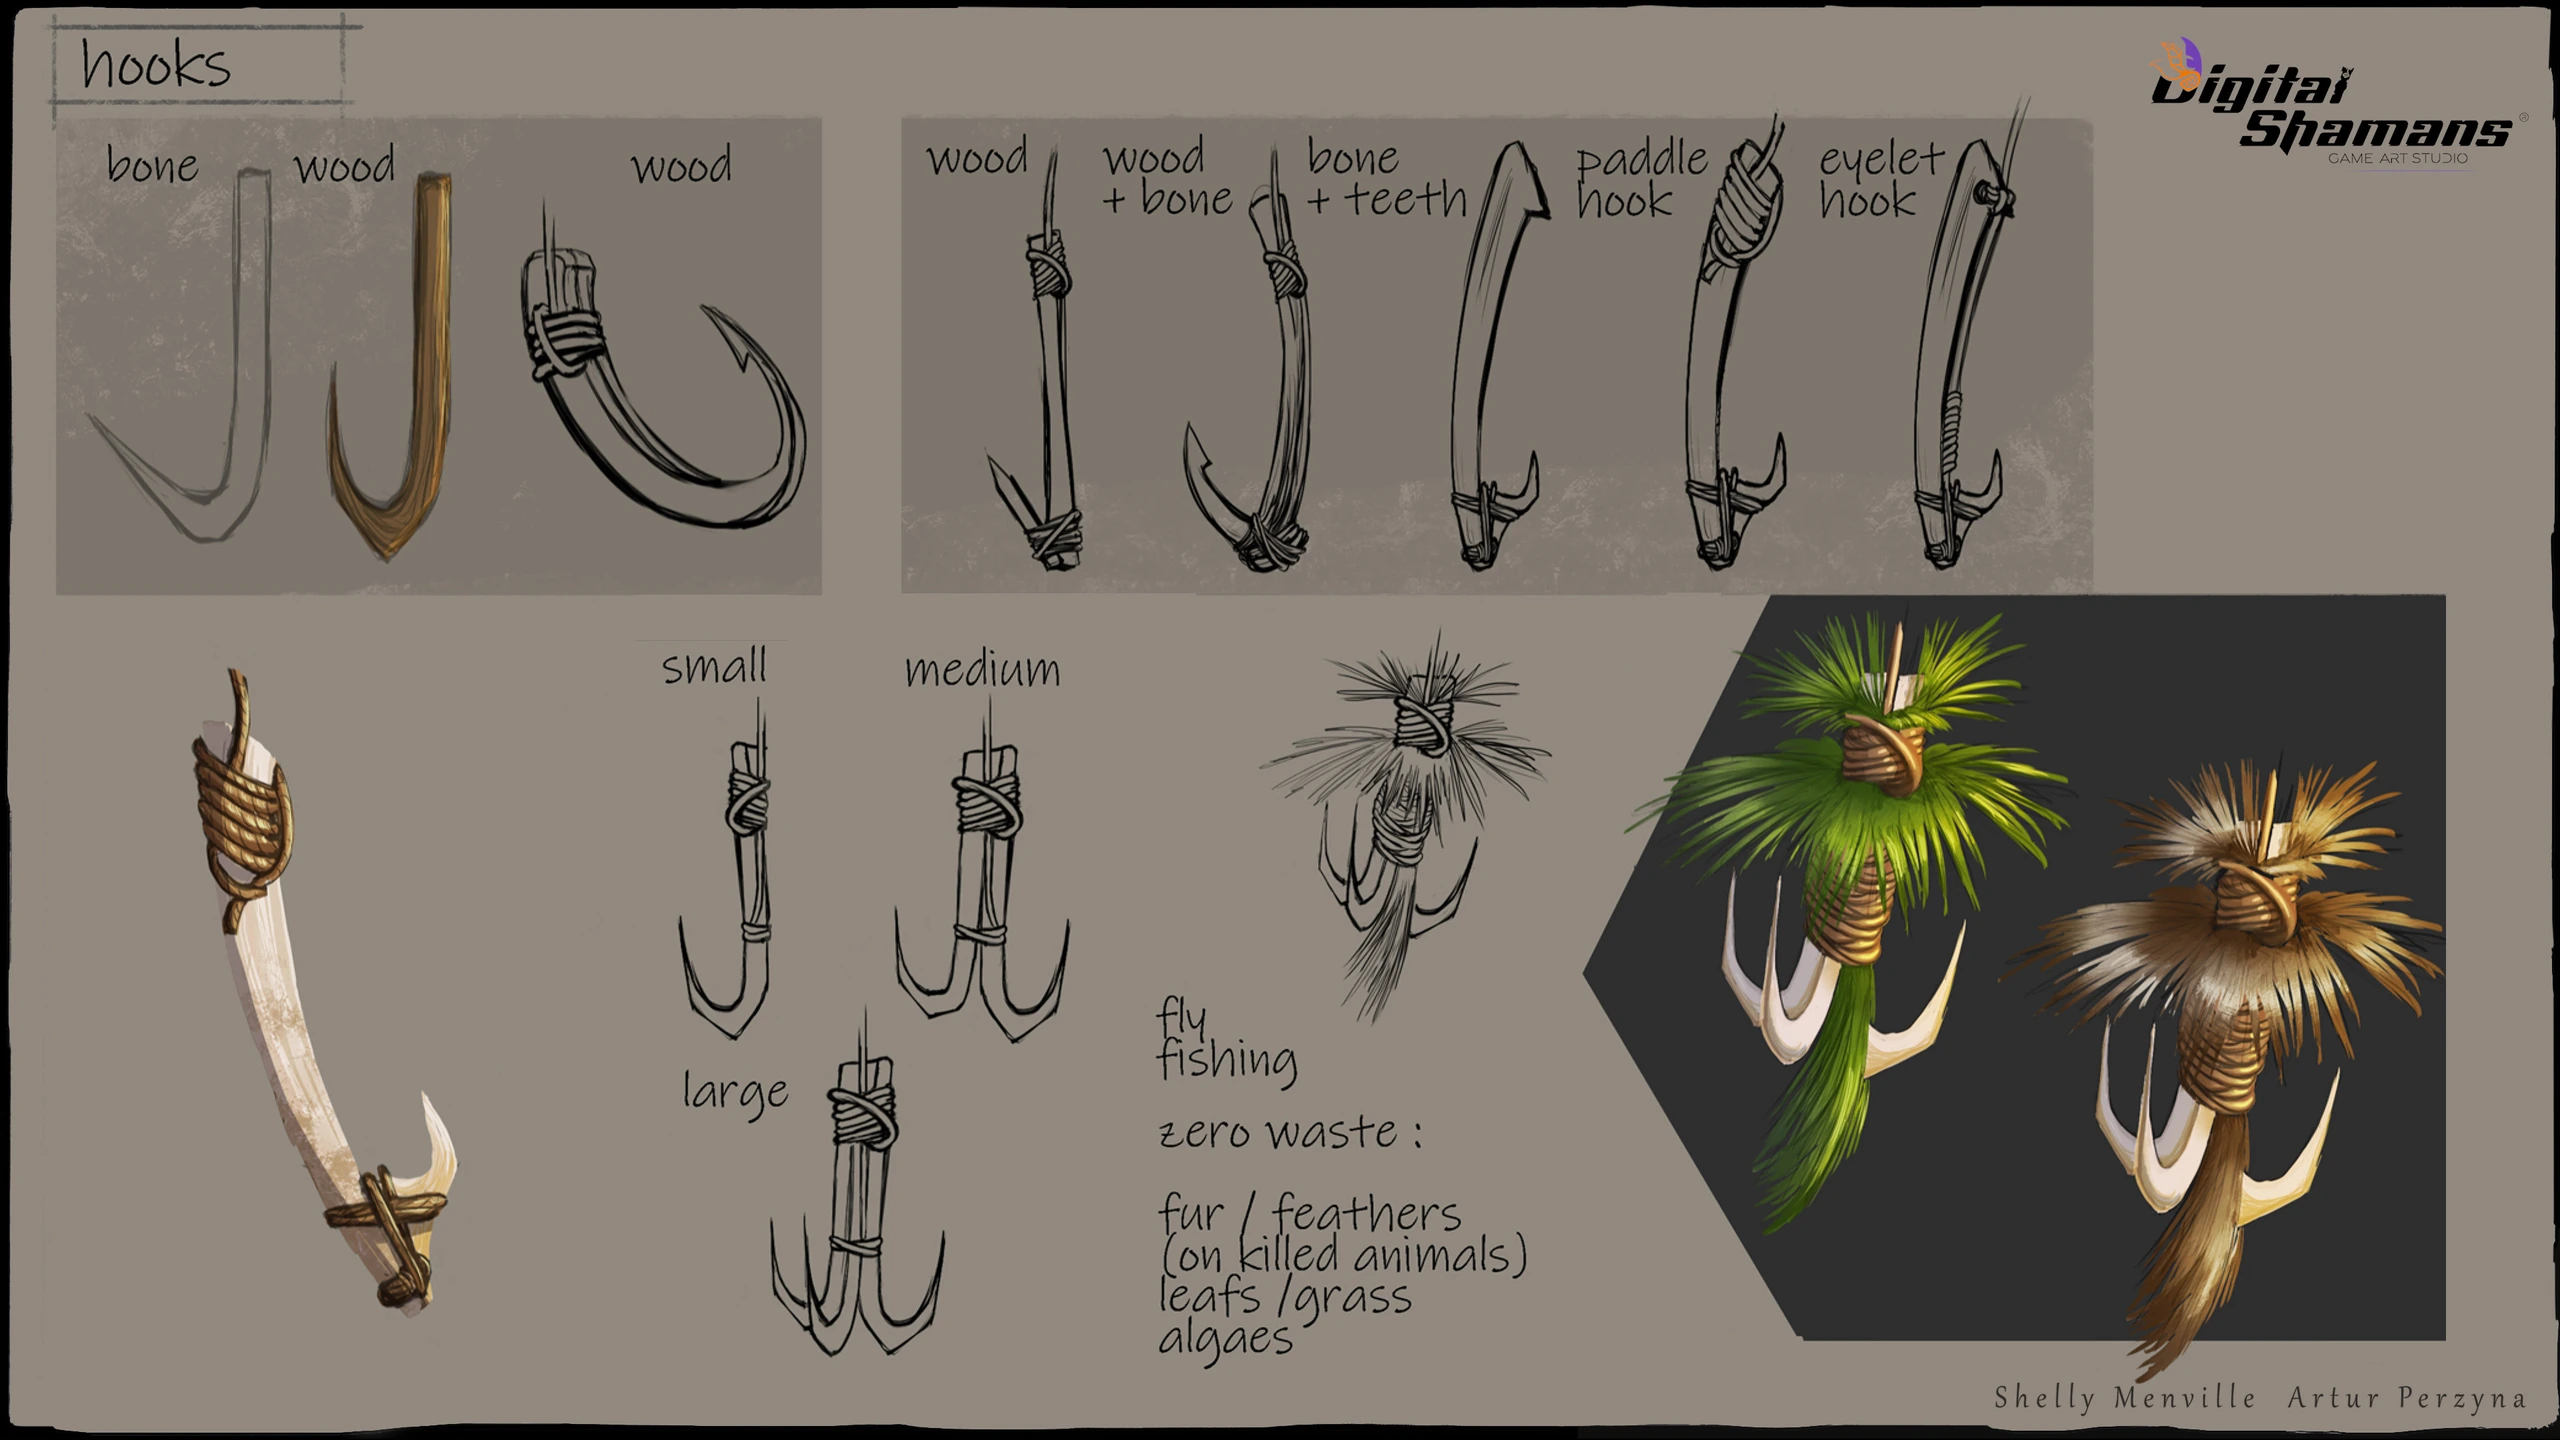 hooks
Digital
Shamans
®
GAME ART STUDIO
bone
wood
wood
wood
wood
+ bone
bone
+ teeth
paddle
hook
eyelet
hook
small
medium
large
fly
fishing
zero waste :
fur / feathers
(on killed animals)
leafs /grass
algaes
Shelly Menville Artur Perzyna